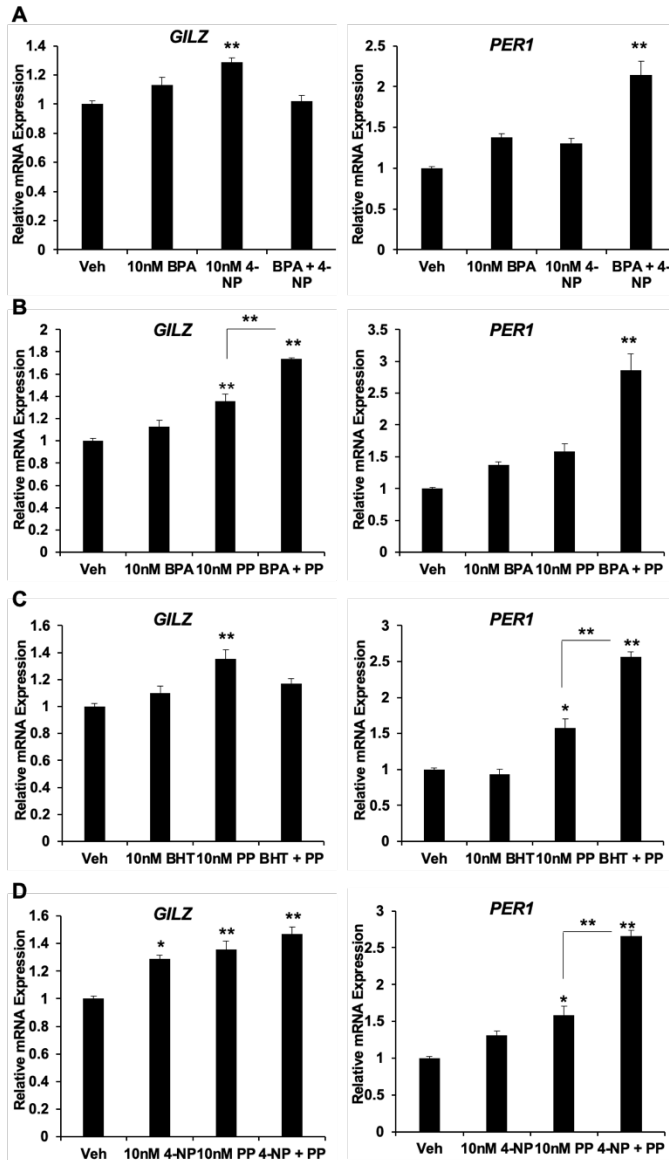 A
GILZ
Relative mRNA Expression
1.4
1.2
1
0.8
0.6
0.4
0.2
0
**
Veh 10nM BPA 10nM 4- BPA + 4-
NP NP
PER1
Relative mRNA Expression
2.5
2
1.5
1
0.5
0
**
Veh 10nM BPA 10nM 4- BPA + 4-
NP NP
B
GILZ
Relative mRNA Expression
2
1.8
1.6
1.4
1.2
1
0.8
0.6
0.4
0.2
0
**
**
**
Veh 10nM BPA 10nM PP BPA + PP
PER1
Relative mRNA Expression
3.5
3
2.5
2
1.5
1
0.5
0
**
Veh 10nM BPA 10nM PP BPA + PP
C
GILZ
Relative mRNA Expression
1.6
1.4
1.2
1
0.8
0.6
0.4
0.2
0
**
Veh 10nM BHT 10nM PP BHT + PP
PER1
Relative mRNA Expression
3
2.5
2
1.5
1
0.5
0
**
**
*
Veh 10nM BHT 10nM PP BHT + PP
D
GILZ
Relative mRNA Expression
1.6
1.4
1.2
1
0.8
0.6
0.4
0.2
0
*
**
**
Veh 10nM 4-NP 10nM PP 4-NP + PP
PER1
Relative mRNA Expression
3
2.5
2
1.5
1
0.5
0
**
**
*
Veh 10nM 4-NP 10nM PP 4-NP + PP